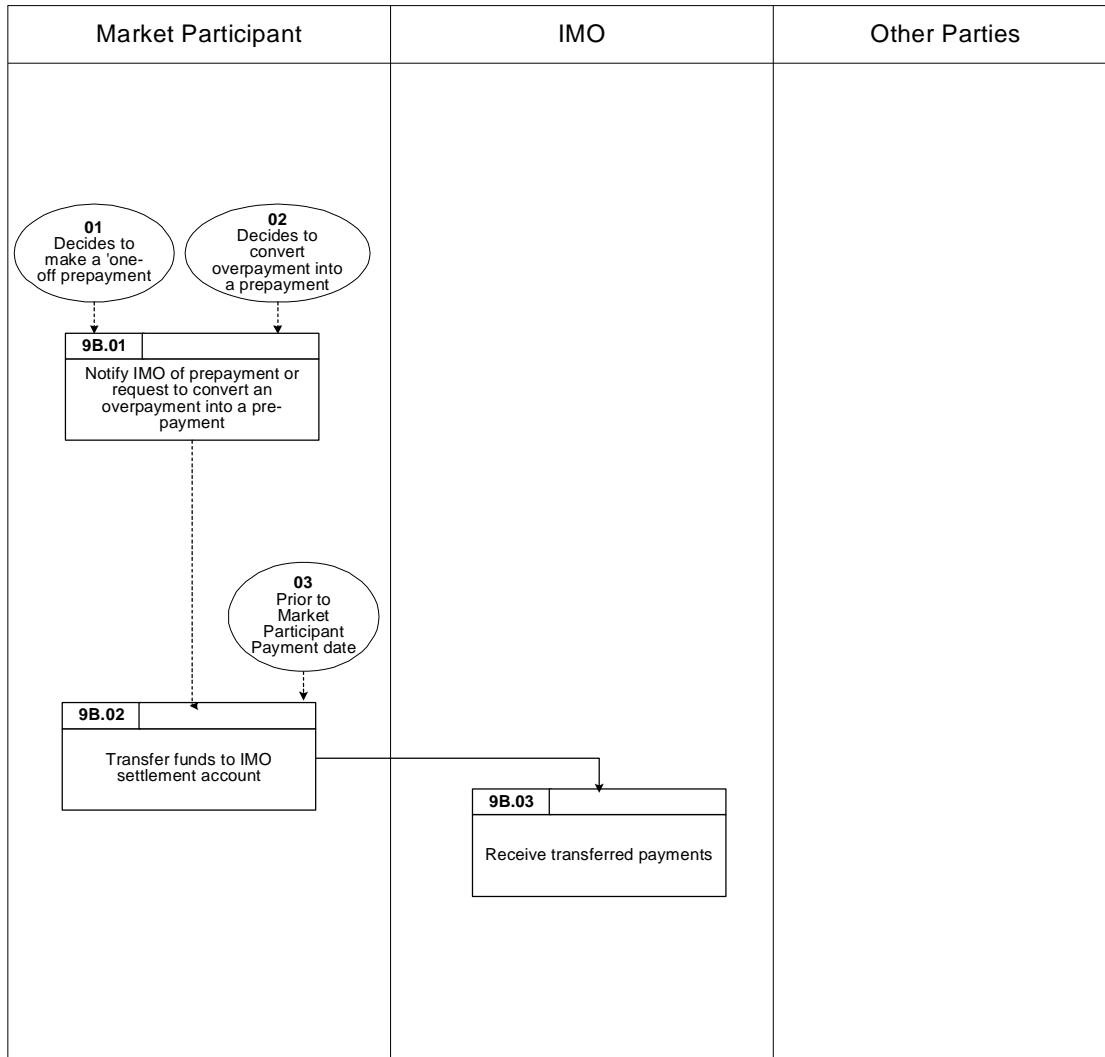 Market Participant
IMO
Other Parties
01
Decides to
make a 'one-
off prepayment
02
Decides to
convert
overpayment into
a prepayment
9B.01
Notify IMO of prepayment or
request to convert an
overpayment into a pre-
payment
03
Prior to
Market
Participant
Payment date
9B.02
Transfer funds to IMO
settlement account
9B.03
Receive transferred payments